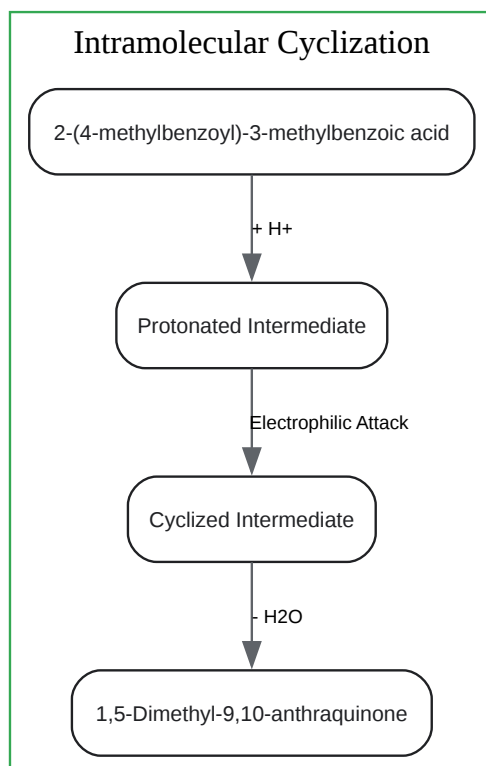 Intramolecular Cyclization
2-(4-methylbenzoyl)-3-methylbenzoic acid
+ H+
Protonated Intermediate
Electrophilic Attack
Cyclized Intermediate
- H2O
1,5-Dimethyl-9,10-anthraquinone